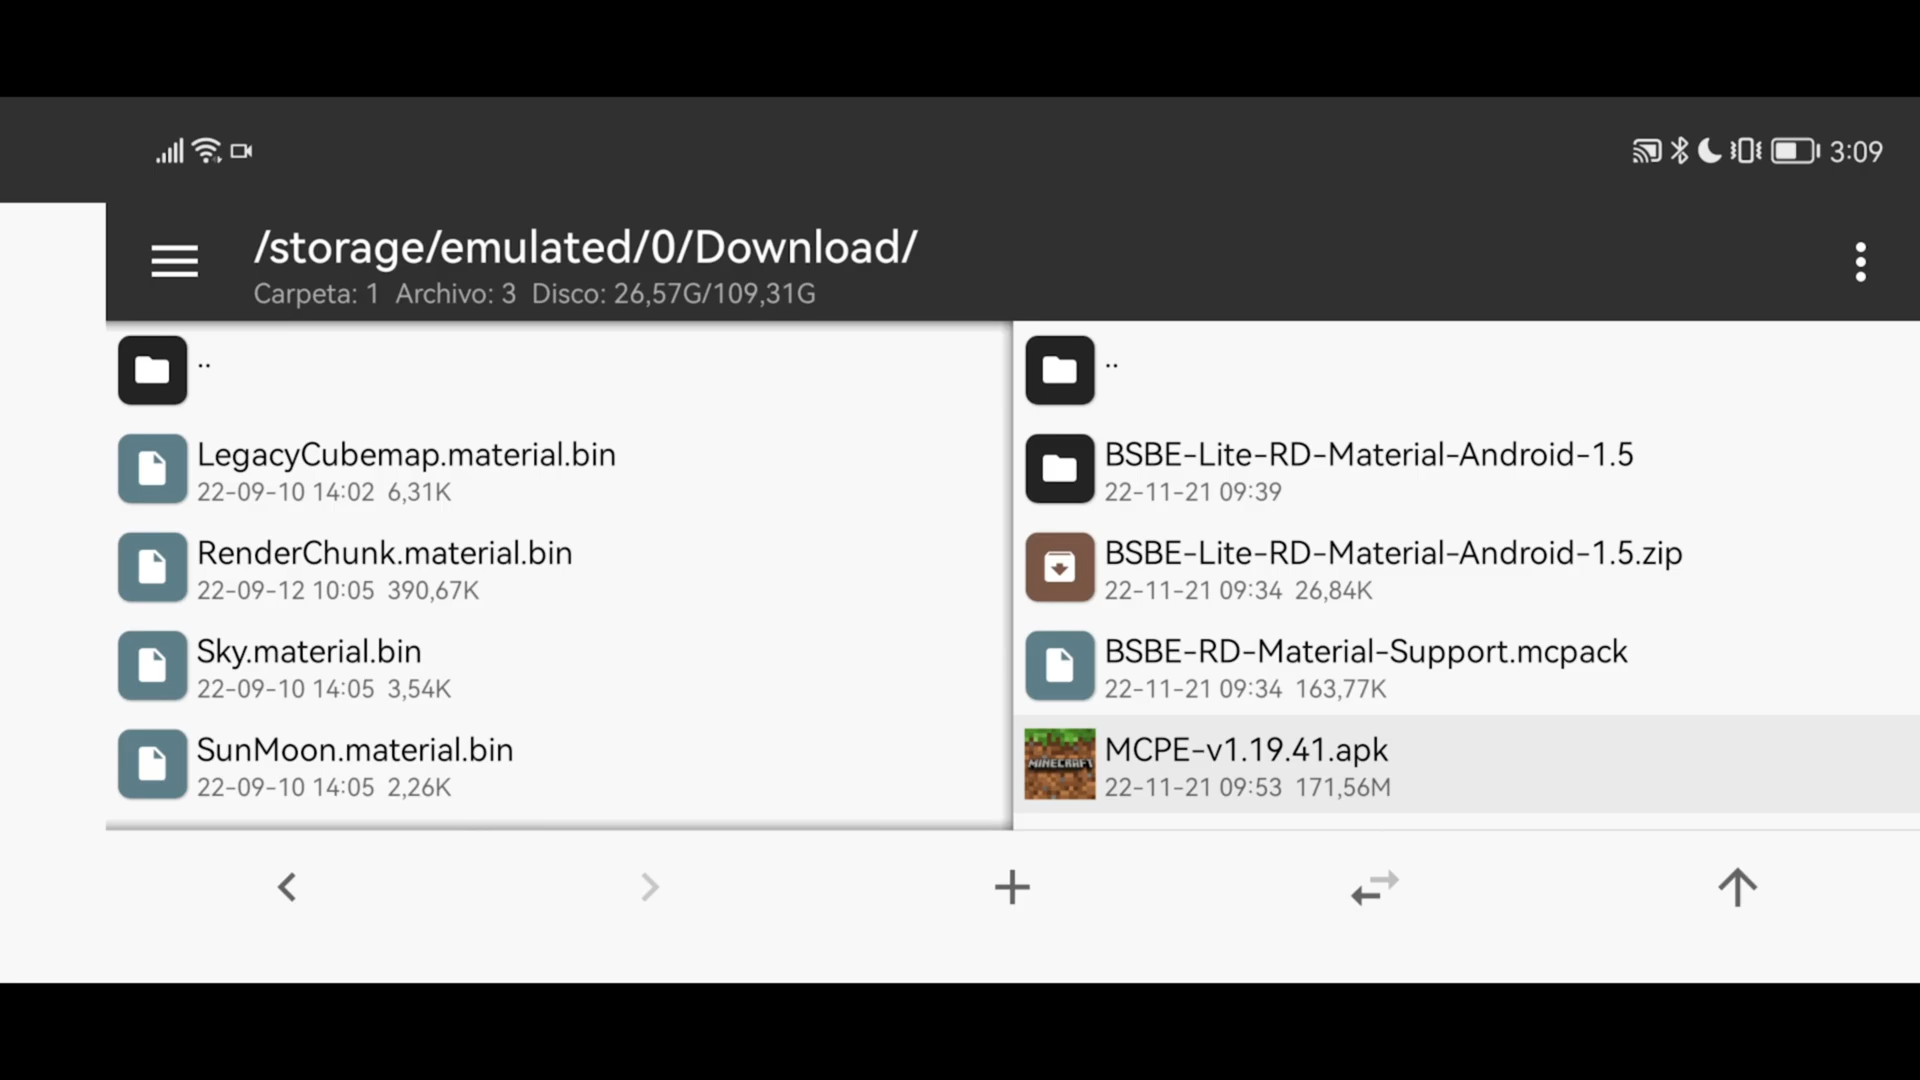 3:09
/storage/emulated/0/Download/
Carpeta: 1 Archivo: 3 Disco: 26,57G/109,31G
..
LegacyCubemap.material.bin
22-09-10 14:02 6,31K
RenderChunk.material.bin
22-09-12 10:05 390,67K
Sky.material.bin
22-09-10 14:05 3,54K
SunMoon.material.bin
22-09-10 14:05 2,26K
..
BSBE-Lite-RD-Material-Android-1.5
22-11-21 09:39
BSBE-Lite-RD-Material-Android-1.5.zip
22-11-21 09:34 26,84K
BSBE-RD-Material-Support.mcpack
22-11-21 09:34 163,77K
MINECRAFT
MCPE-v1.19.41.apk
22-11-21 09:53 171,56M